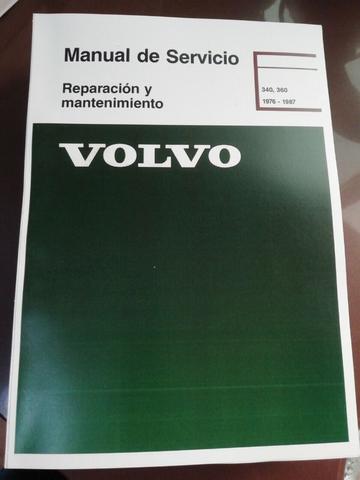 Manual de Servicio
Reparación y
mantenimiento
340, 360
1976 - 1987
VOLVO